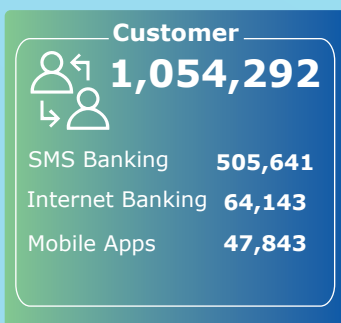 Customer
1,054,292
SMS Banking 505,641
Internet Banking 64,143
Mobile Apps 47,843